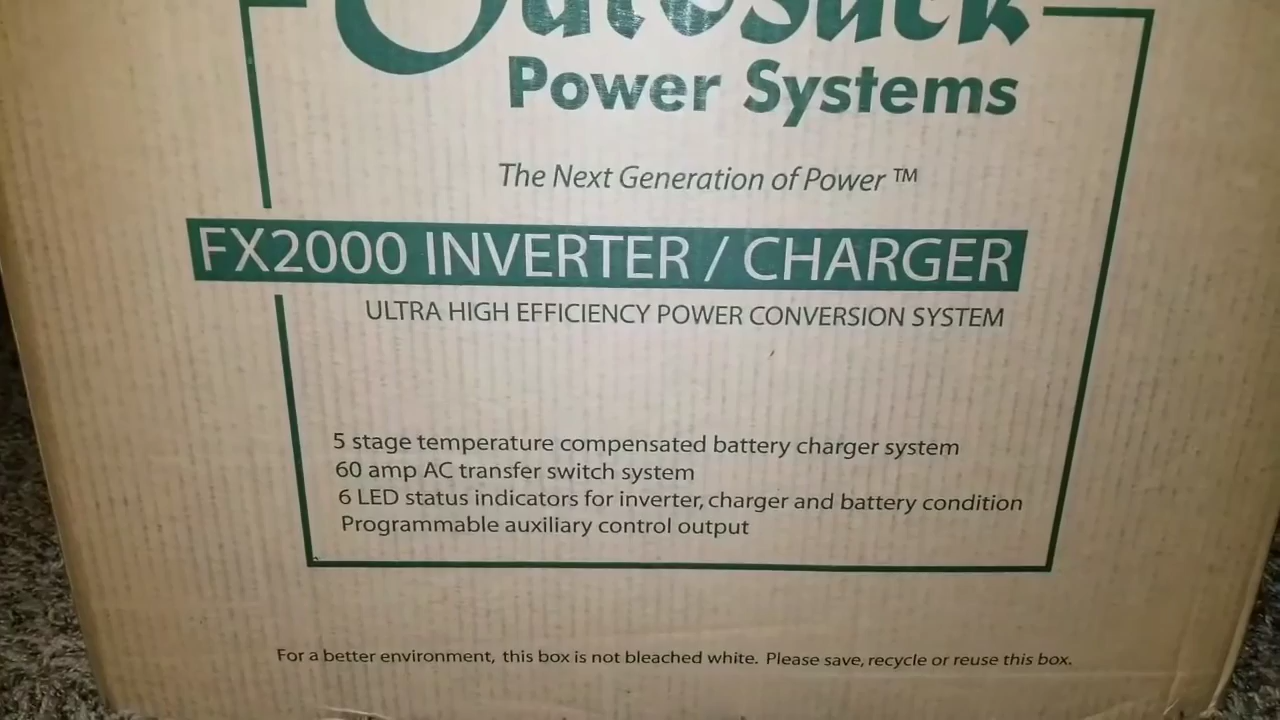 OutBack
Power Systems
The Next Generation of Power ™
FX2000 INVERTER / CHARGER
ULTRA HIGH EFFICIENCY POWER CONVERSION SYSTEM
5 stage temperature compensated battery charger system
60 amp AC transfer switch system
6 LED status indicators for inverter, charger and battery condition
Programmable auxiliary control output
For a better environment, this box is not bleached white. Please save, recycle or reuse this box.